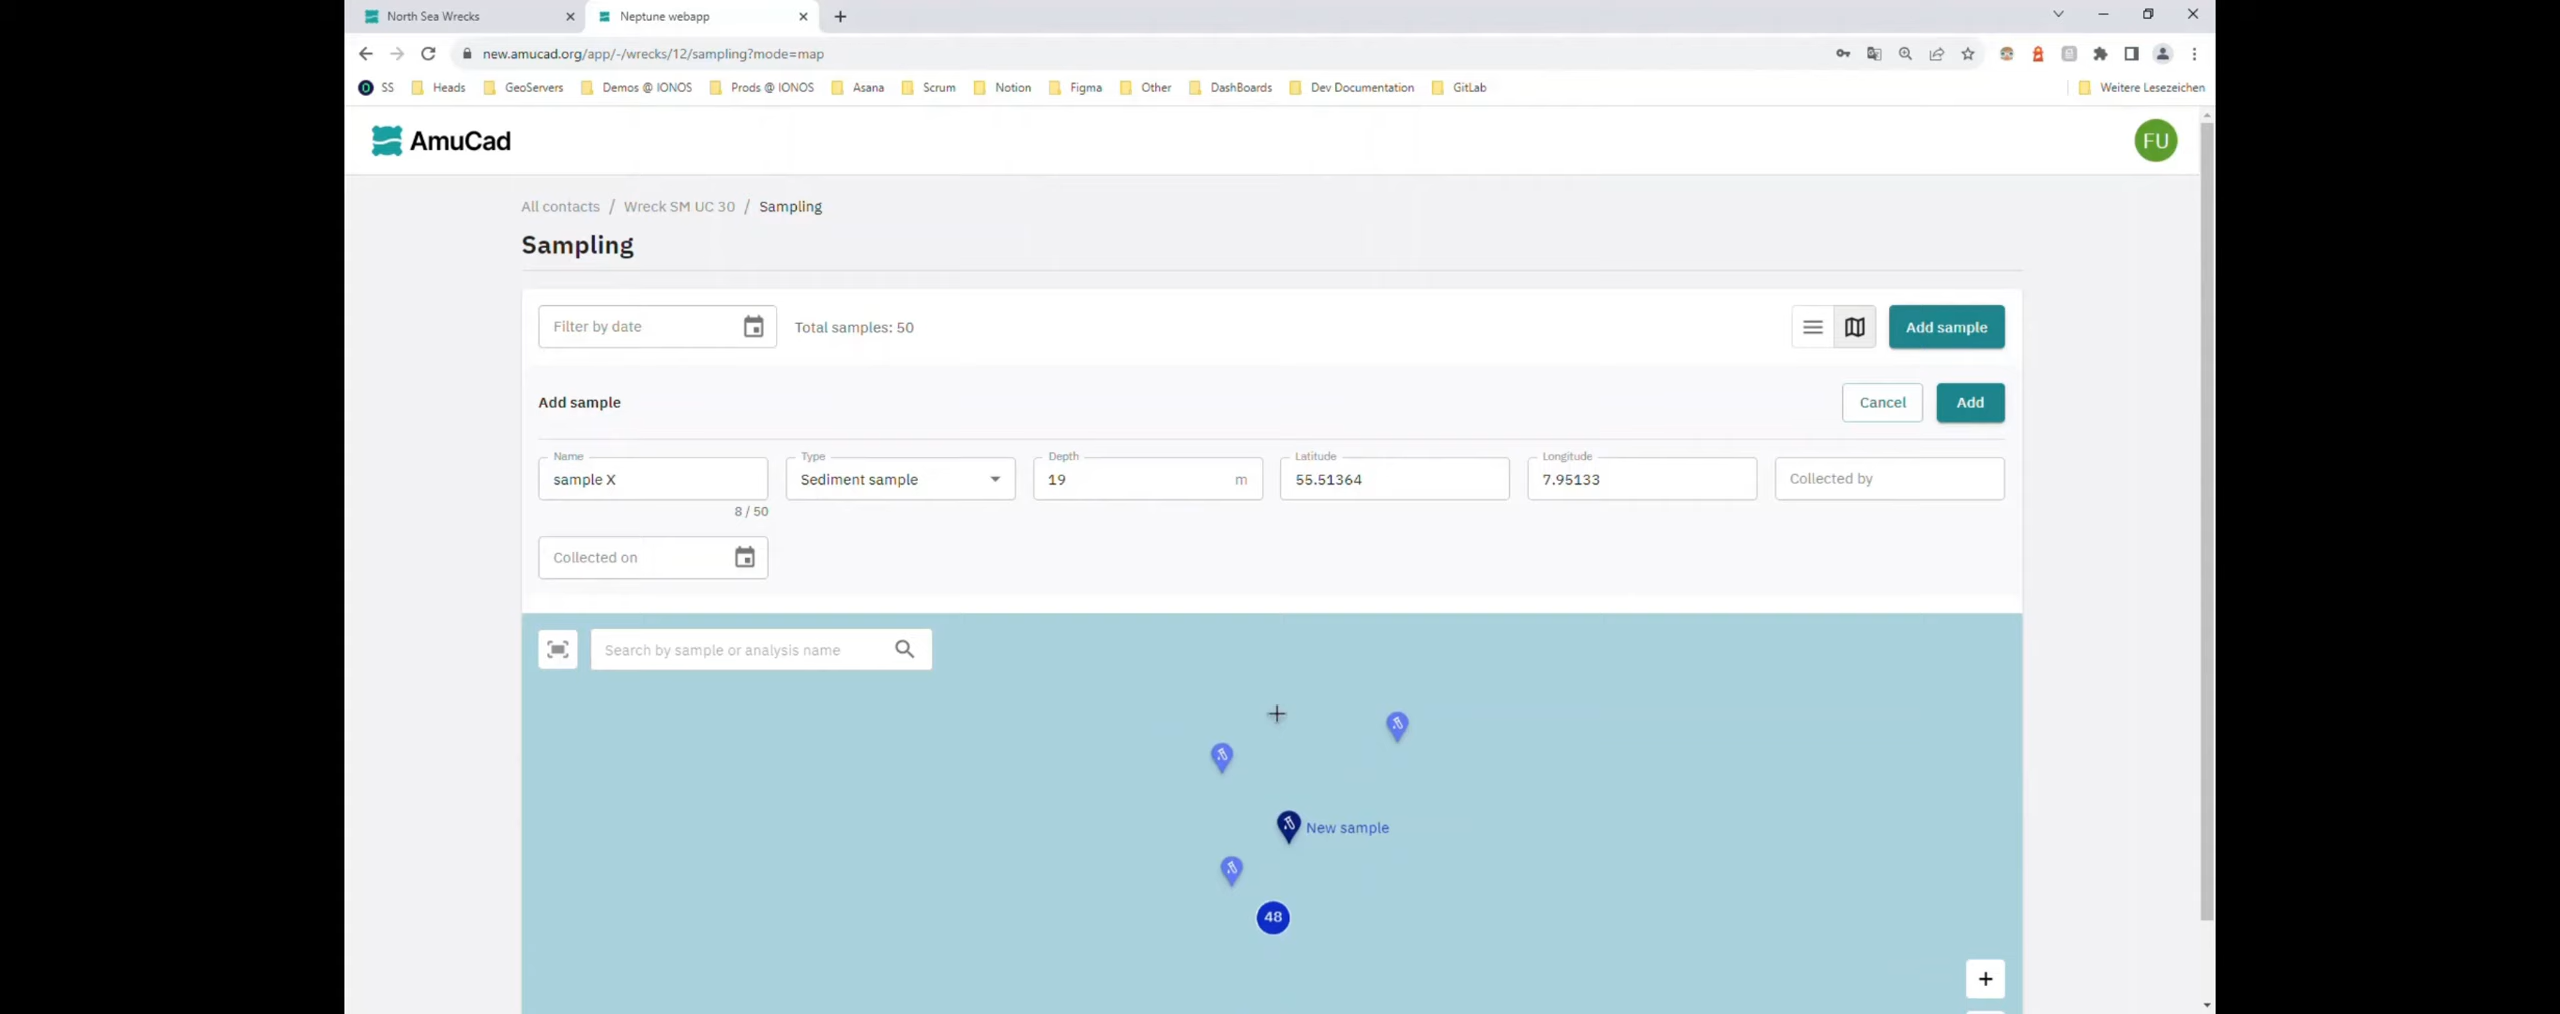 North Sea Wrecks
Neptune webapp
new.amucad.org/app/-/wrecks/12/sampling?mode=map
SS Heads GeoServers Demos @ IONOS Prods @ IONOS Asana Scrum Notion Figma Other DashBoards Dev Documentation GitLab Weitere Lesezeichen
AmuCad
FU
All contacts / Wreck SM UC 30 / Sampling
Sampling
Filter by date
Total samples: 50
Add sample
Add sample
Cancel
Add
Name
sample X
8 / 50
Type
Sediment sample
Depth
19 m
Latitude
55.51364
Longitude
7.95133
Collected by
Collected on
Search by sample or analysis name
New sample
48
+